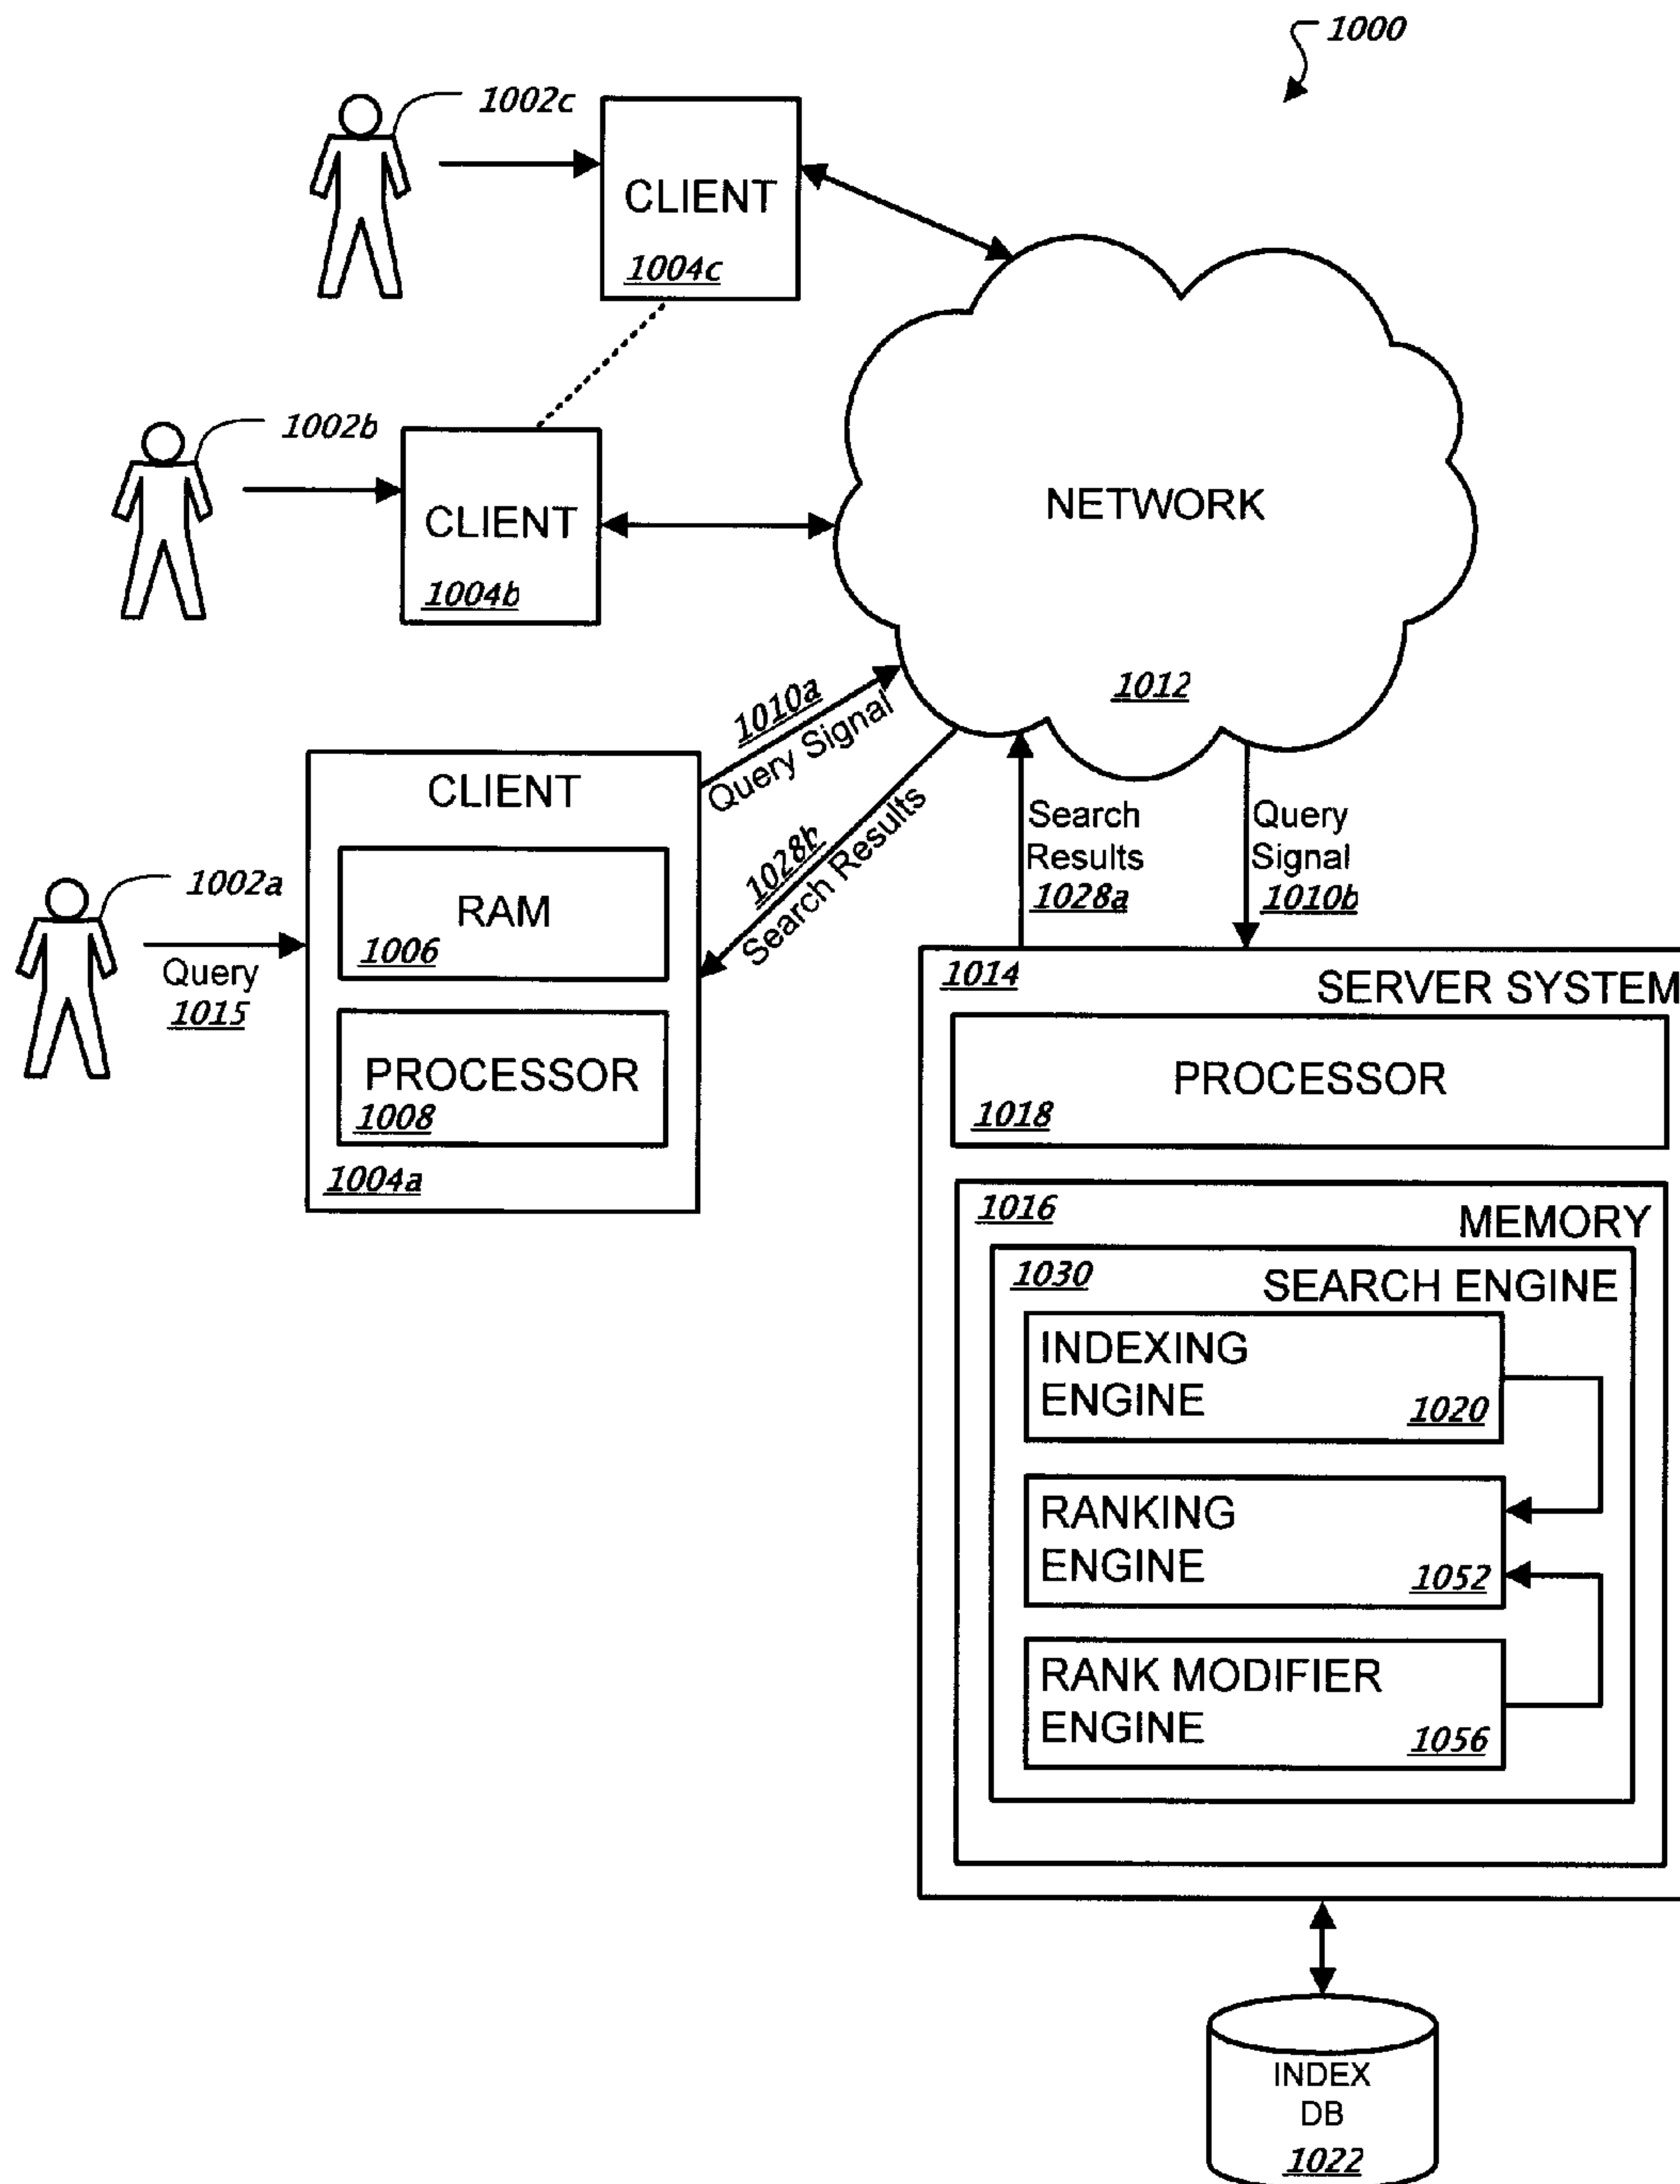 1000
1002c
CLIENT
1004c
1002b
CLIENT
1004b
NETWORK
1012
1010a
Query Signal
1028b
Search Results
Search
Results
1028a
Query
Signal
1010b
CLIENT
RAM
1006
PROCESSOR
1008
1004a
1002a
Query
1015
1014
SERVER SYSTEM
PROCESSOR
1018
1016
MEMORY
1030
SEARCH ENGINE
INDEXING
ENGINE
1020
RANKING
ENGINE
1052
RANK MODIFIER
ENGINE
1056
INDEX
DB
1022